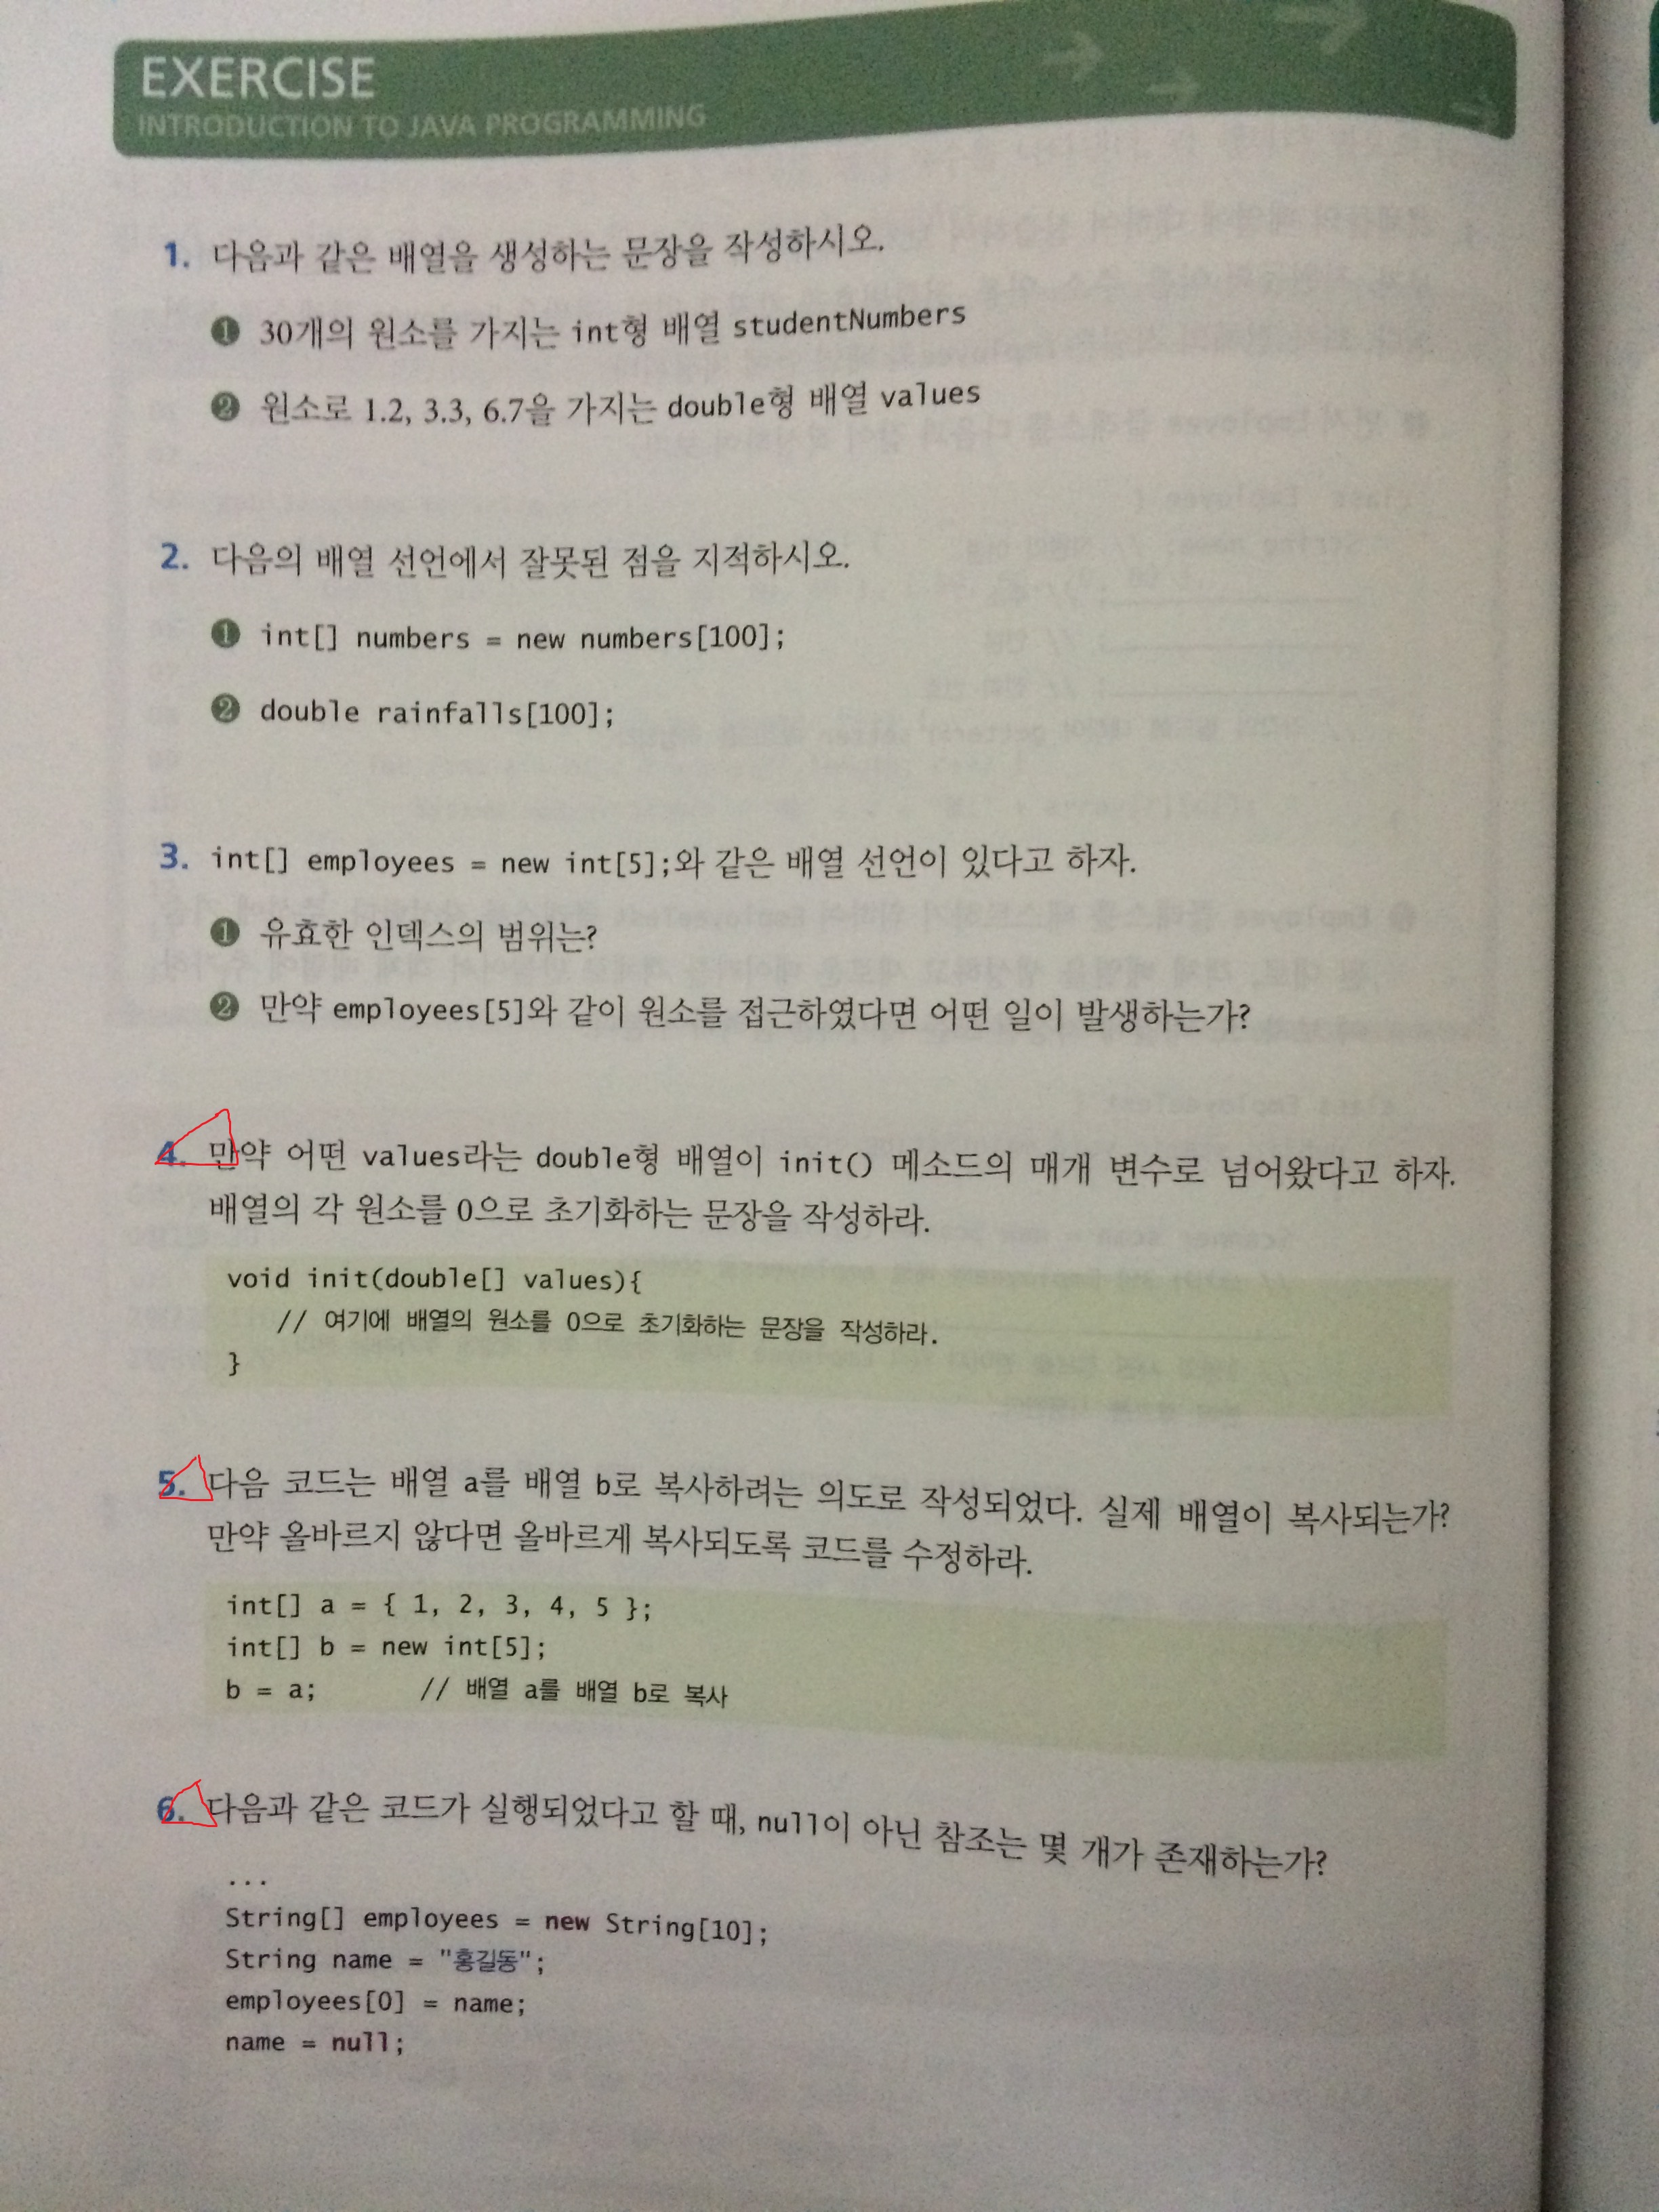 EXERCISE
INTRODUCTION TO JAVA PROGRAMMING
1. 다음과 같은 배열을 생성하는 문장을 작성하시오.
❶ 30개의 원소를 가지는 int형 배열 studentNumbers
❷ 원소로 1.2, 3.3, 6.7을 가지는 double형 배열 values
2. 다음의 배열 선언에서 잘못된 점을 지적하시오.
❶ int[] numbers = new numbers[100];
❷ double rainfalls[100];
3. int[] employees = new int[5];와 같은 배열 선언이 있다고 하자.
❶ 유효한 인덱스의 범위는?
❷ 만약 employees[5]와 같이 원소를 접근하였다면 어떤 일이 발생하는가?
4. 만약 어떤 values라는 double형 배열이 init() 메소드의 매개 변수로 넘어왔다고 하자.
배열의 각 원소를 0으로 초기화하는 문장을 작성하라.
void init(double[] values){
// 여기에 배열의 원소를 0으로 초기화하는 문장을 작성하라.
}
5. 다음 코드는 배열 a를 배열 b로 복사하려는 의도로 작성되었다. 실제 배열이 복사되는가?
만약 올바르지 않다면 올바르게 복사되도록 코드를 수정하라.
int[] a = { 1, 2, 3, 4, 5 };
int[] b = new int[5];
b = a; // 배열 a를 배열 b로 복사
6. 다음과 같은 코드가 실행되었다고 할 때, null이 아닌 참조는 몇 개가 존재하는가?
...
String[] employees = new String[10];
String name = "홍길동";
employees[0] = name;
name = null;